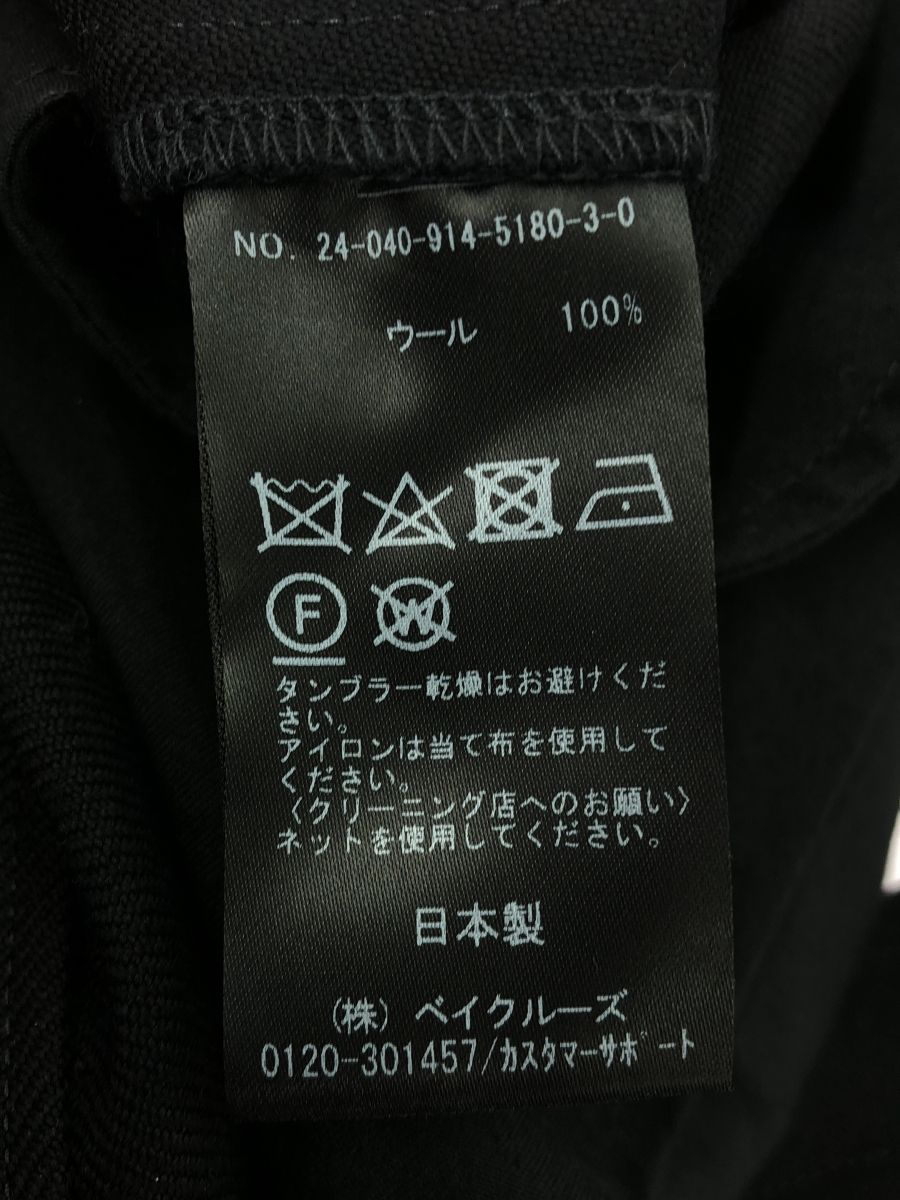 NO. 24-040-914-5180-3-0
ウール 100%
F
W
タンブラー乾燥はお避けくだ
さい。
アイロンは当て布を使用して
ください。
〈クリーニング店へのお願い〉
ネットを使用してください。
日本製
(株) ベイクルーズ
0120-301457/カスタマーサポート